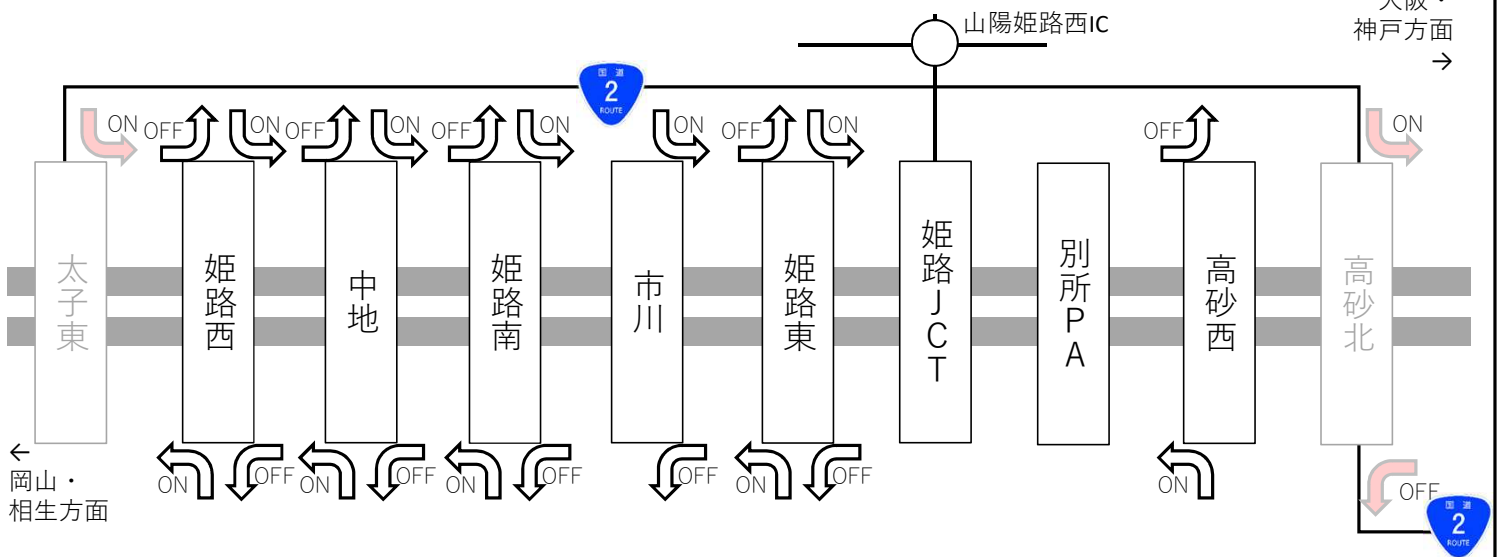 大阪・
神戸方面
→
山陽姫路西IC
国道
2
ROUTE
ON
OFF
ON
OFF
ON
OFF
ON
ON
OFF
ON
OFF
ON
太子東
姫路西
中地
姫路南
市川
姫路東
姫路JCT
別所PA
高砂西
高砂北
←
岡山・
相生方面
ON
OFF
ON
OFF
ON
OFF
OFF
ON
OFF
ON
OFF
国道
2
ROUTE